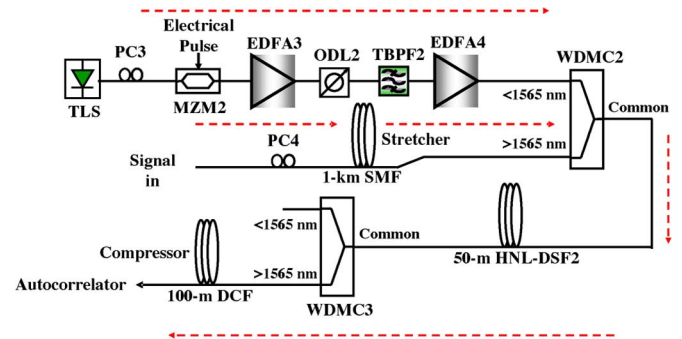 Electrical
Pulse
PC3
EDFA3
ODL2
TBPF2
EDFA4
WDMC2
TLS
MZM2
<1565 nm
Common
PC4
Stretcher
>1565 nm
Signal
in
1-km SMF
<1565 nm
Common
Compressor
50-m HNL-DSF2
>1565 nm
Autocorrelator
100-m DCF
WDMC3